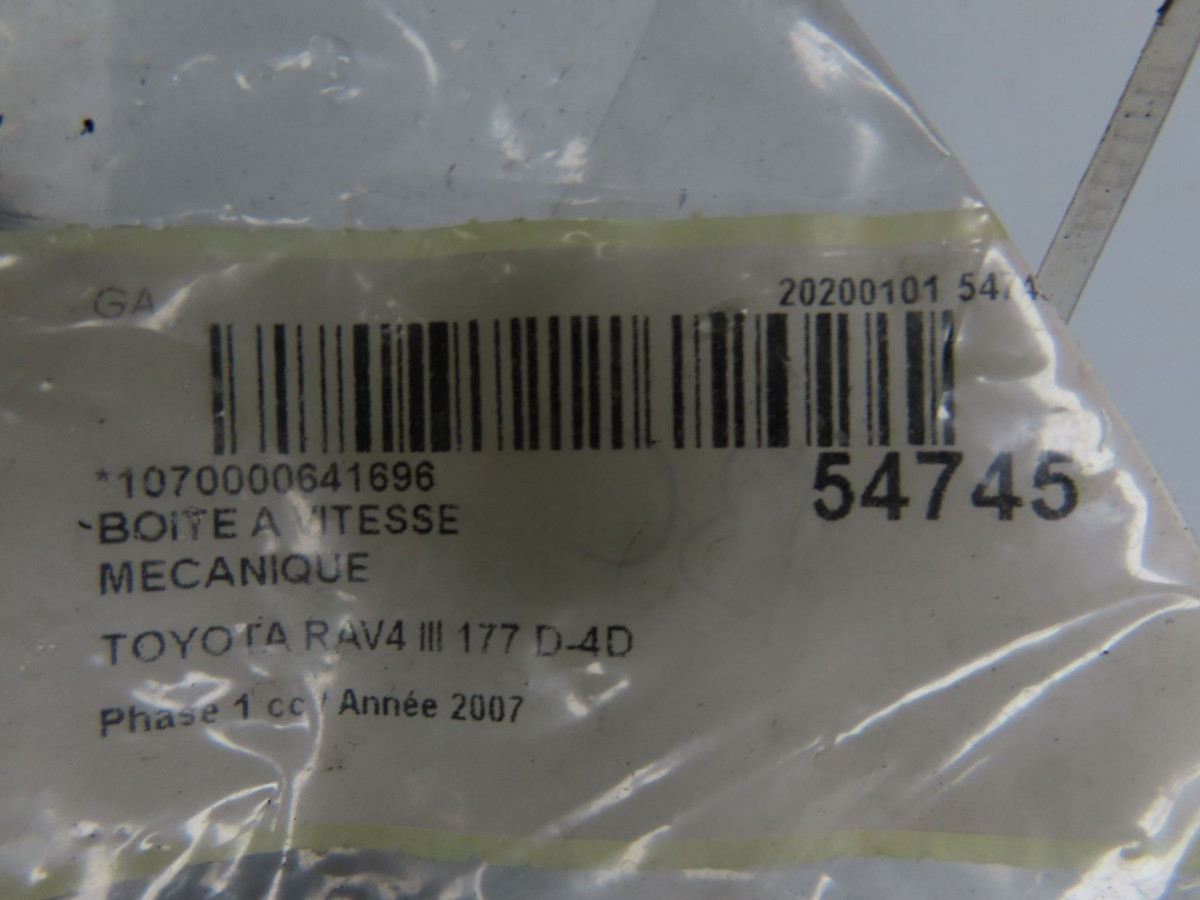 GA
20200101 5474
*1070000641696
54745
BOITE A VITESSE
MECANIQUE
TOYOTA RAV4 III 177 D-4D
Phase 1 cc / Année 2007